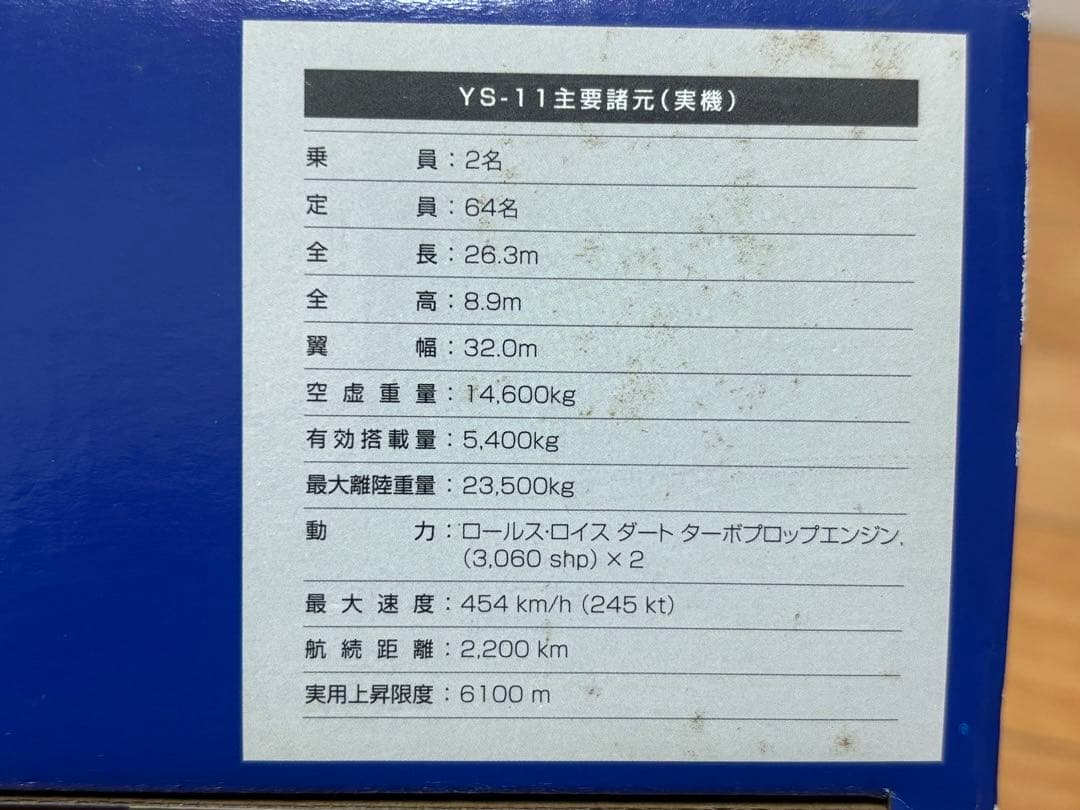 YS-11主要諸元(実機)
乗員：2名
定員：64名
全長：26.3m
全高：8.9m
翼幅：32.0m
空虚重量：14,600kg
有効搭載量：5,400kg
最大離陸重量：23,500kg
動力：ロールス・ロイス ダート ターボプロップエンジン,
(3,060 shp) × 2
最大速度：454 km/h (245 kt)
航続距離：2,200 km
実用上昇限度：6100 m